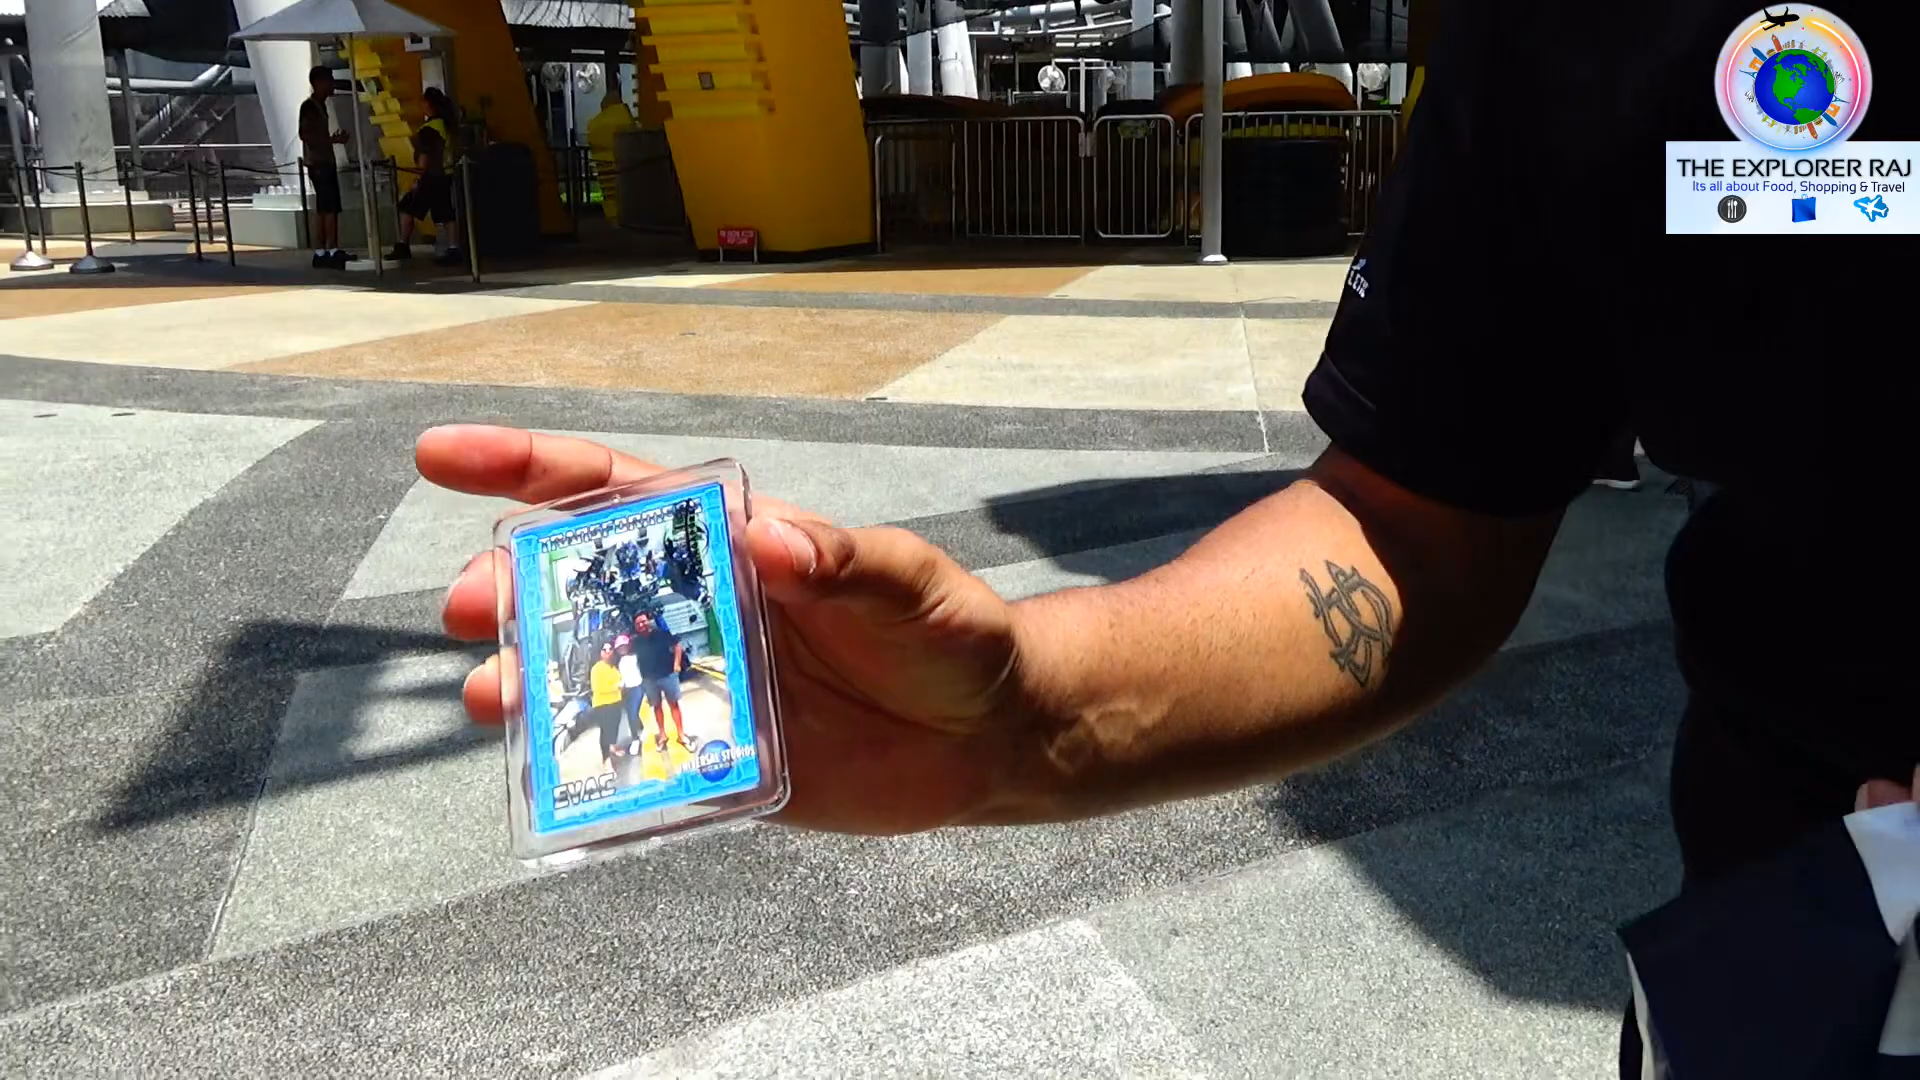 THE EXPLORER RAJ
Its all about Food, Shopping & Travel
TRANSFORMERS
UNIVERSAL STUDIOS
EVAC